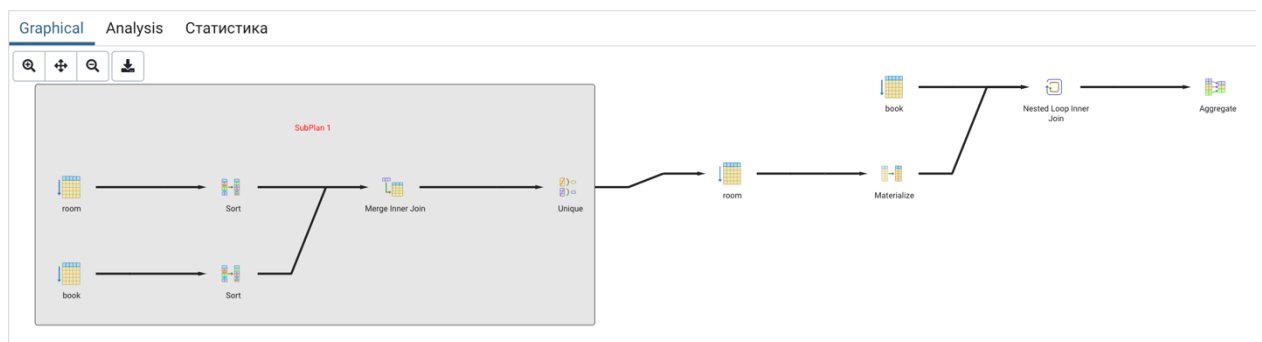 Graphical Analysis Статистика
SubPlan 1
room
Sort
Merge Inner Join
Unique
book
Sort
room
Materialize
book
Nested Loop Inner
Join
Aggregate